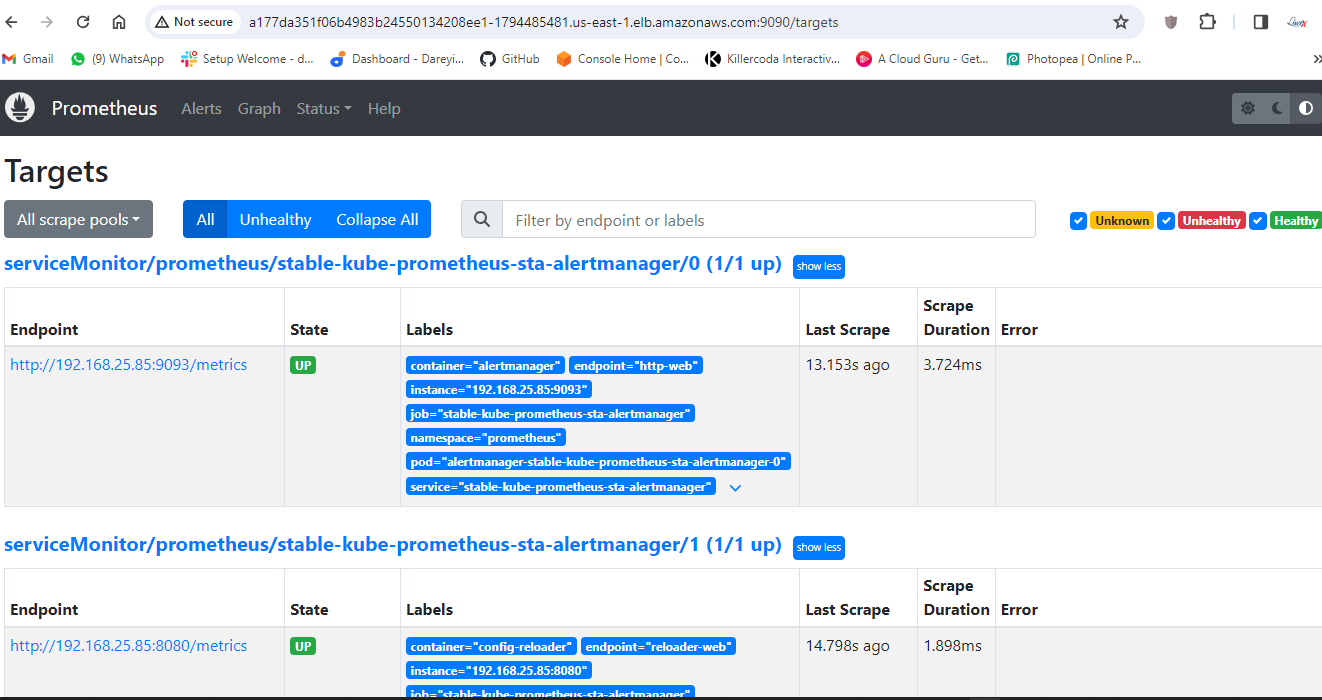 Not secure a177da351f06b4983b24550134208ee1-1794485481.us-east-1.elb.amazonaws.com:9090/targets
Gmail (9) WhatsApp Setup Welcome - d... Dashboard - Dareyi... GitHub Console Home | Co... Killercoda Interactiv... A Cloud Guru - Get... Photopea | Online P... »
Prometheus Alerts Graph Status Help
Targets
All scrape pools All Unhealthy Collapse All Filter by endpoint or labels Unknown Unhealthy Healthy
serviceMonitor/prometheus/stable-kube-prometheus-sta-alertmanager/0 (1/1 up) show less
Endpoint State Labels Last Scrape Scrape Duration Error
http://192.168.25.85:9093/metrics UP container="alertmanager" endpoint="http-web" 13.153s ago 3.724ms
instance="192.168.25.85:9093"
job="stable-kube-prometheus-sta-alertmanager"
namespace="prometheus"
pod="alertmanager-stable-kube-prometheus-sta-alertmanager-0"
service="stable-kube-prometheus-sta-alertmanager"
serviceMonitor/prometheus/stable-kube-prometheus-sta-alertmanager/1 (1/1 up) show less
Endpoint State Labels Last Scrape Scrape Duration Error
http://192.168.25.85:8080/metrics UP container="config-reloader" endpoint="reloader-web" 14.798s ago 1.898ms
instance="192.168.25.85:8080"
job="stable-kube-prometheus-sta-alertmanager"